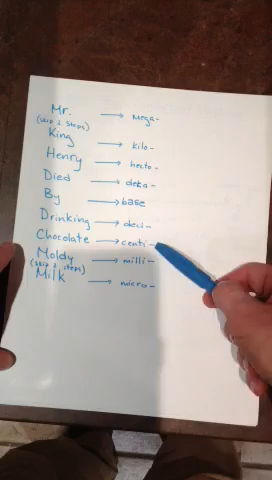 Mr. → Mega-
(skip 2 steps)
King → kilo-
Henry → hecto-
Died → deka-
By → base
Drinking → deci-
Chocolate → centi-
Moldy → milli-
(skip 2 steps)
Milk → micro-